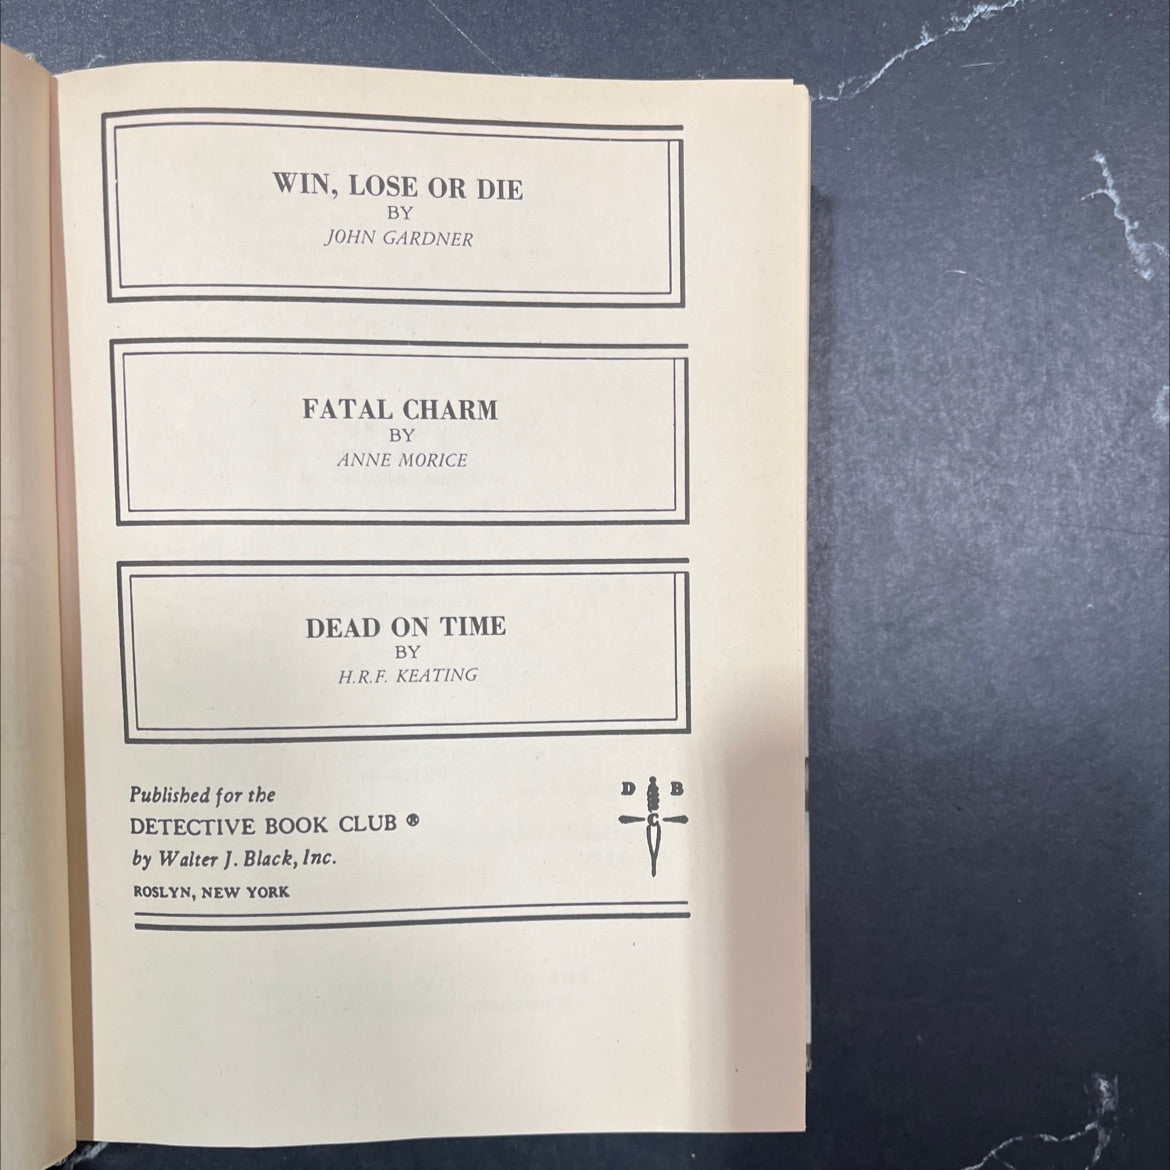 WIN, LOSE OR DIE
BY
JOHN GARDNER
FATAL CHARM
BY
ANNE MORICE
DEAD ON TIME
BY
H.R.F. KEATING
Published for the
DETECTIVE BOOK CLUB ®
by Walter J. Black, Inc.
ROSLYN, NEW YORK
D B
C